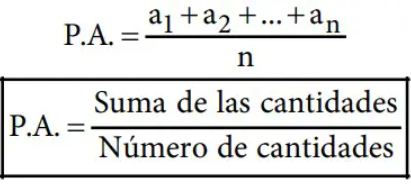 P.A. = a₁+a₂+...+aₙ
n
P.A. = Suma de las cantidades
Número de cantidades